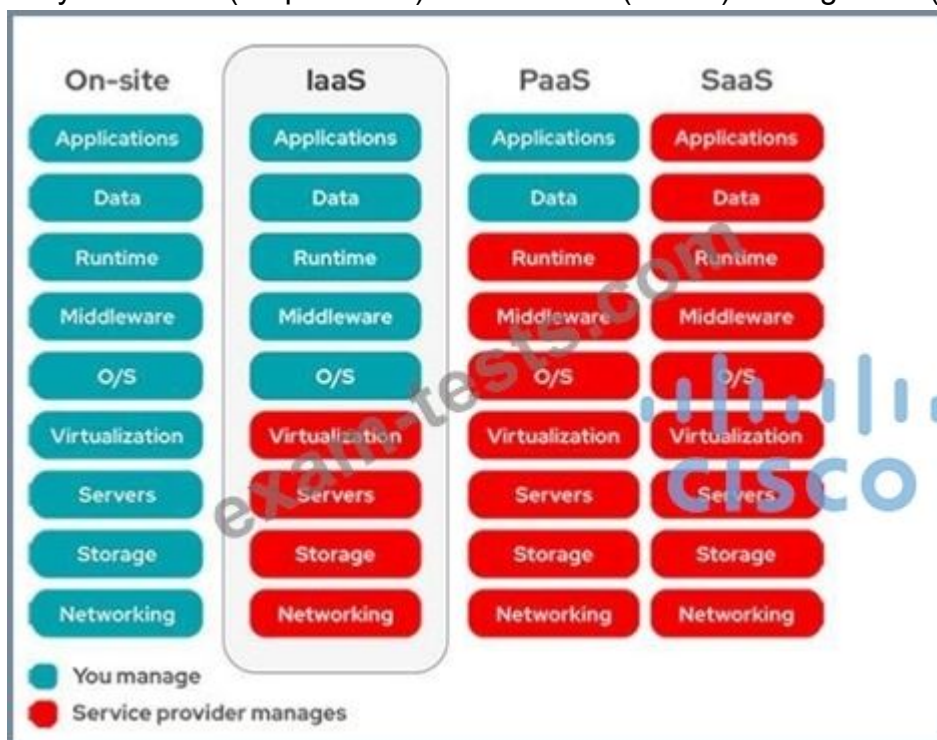 On-site IaaS PaaS SaaS
Applications Applications Applications Applications
Data Data Data Data
Runtime Runtime Runtime Runtime
Middleware Middleware Middleware Middleware
O/S O/S O/S O/S
Virtualization Virtualization Virtualization Virtualization
Servers Servers Servers Servers
Storage Storage Storage Storage
Networking Networking Networking Networking
You manage
Service provider manages
exam-tests.com
CISCO